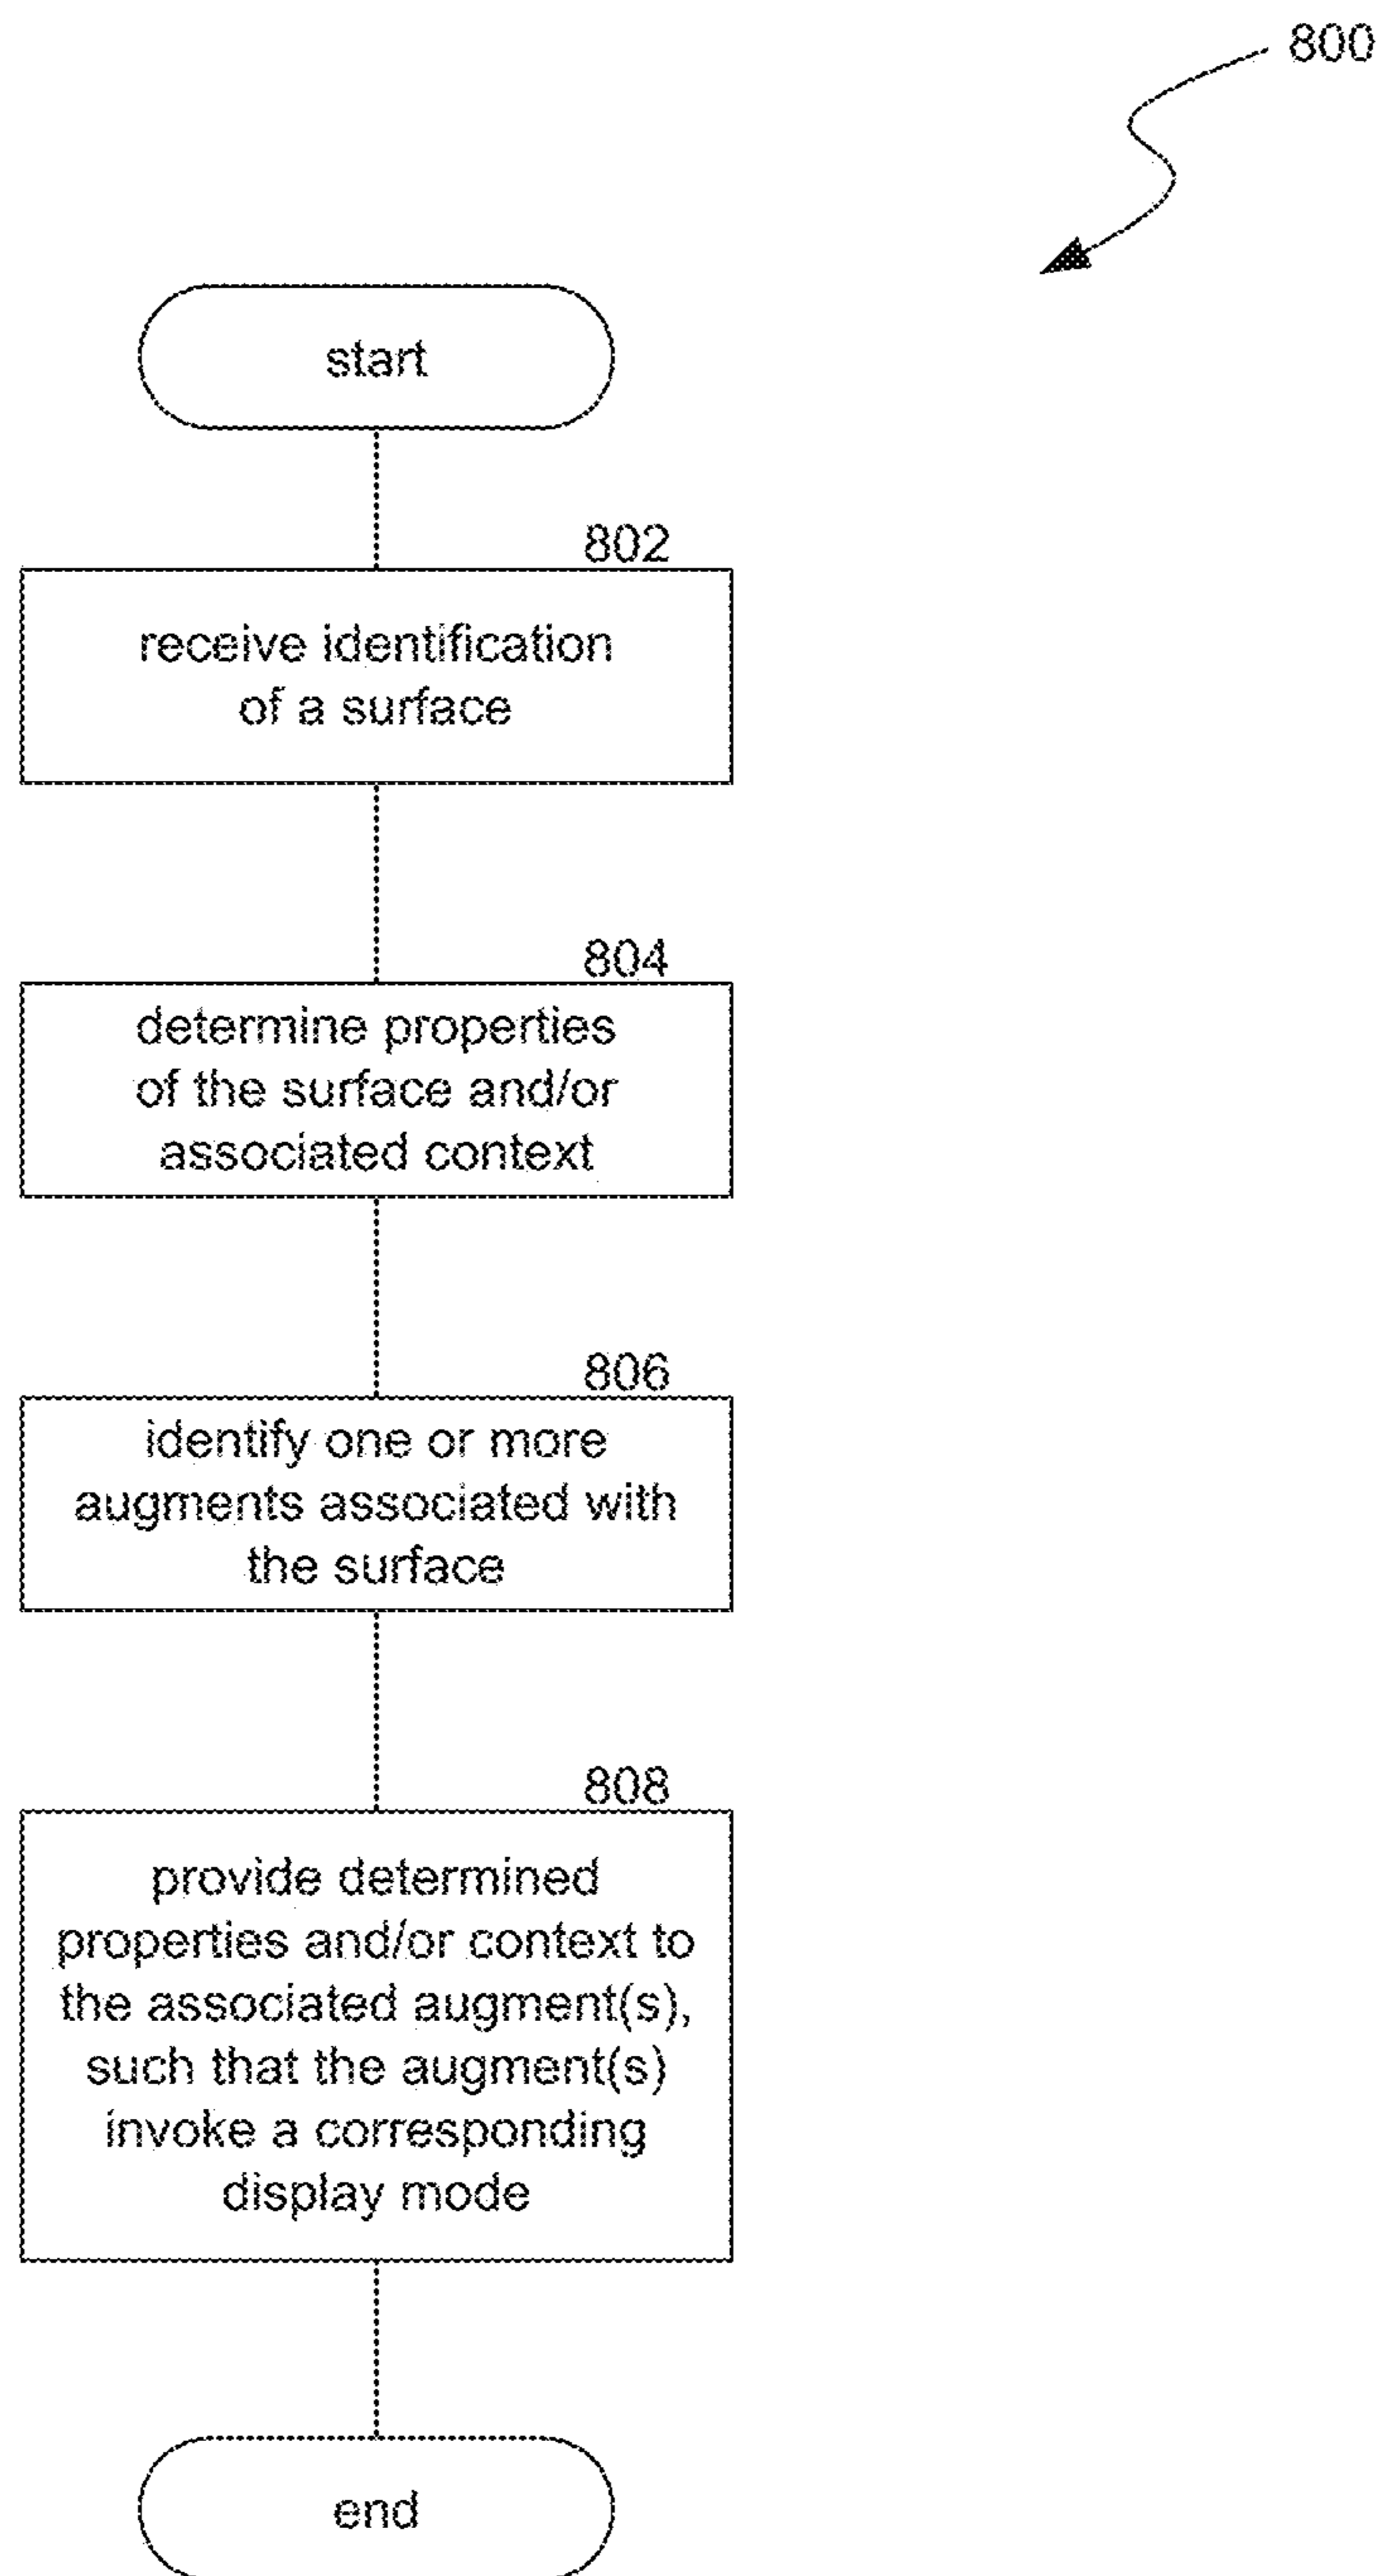 800
start
802
receive identification
of a surface
804
determine properties
of the surface and/or
associated context
806
identify one or more
augments associated with
the surface
808
provide determined
properties and/or context to
the associated augment(s),
such that the augment(s)
invoke a corresponding
display mode
end